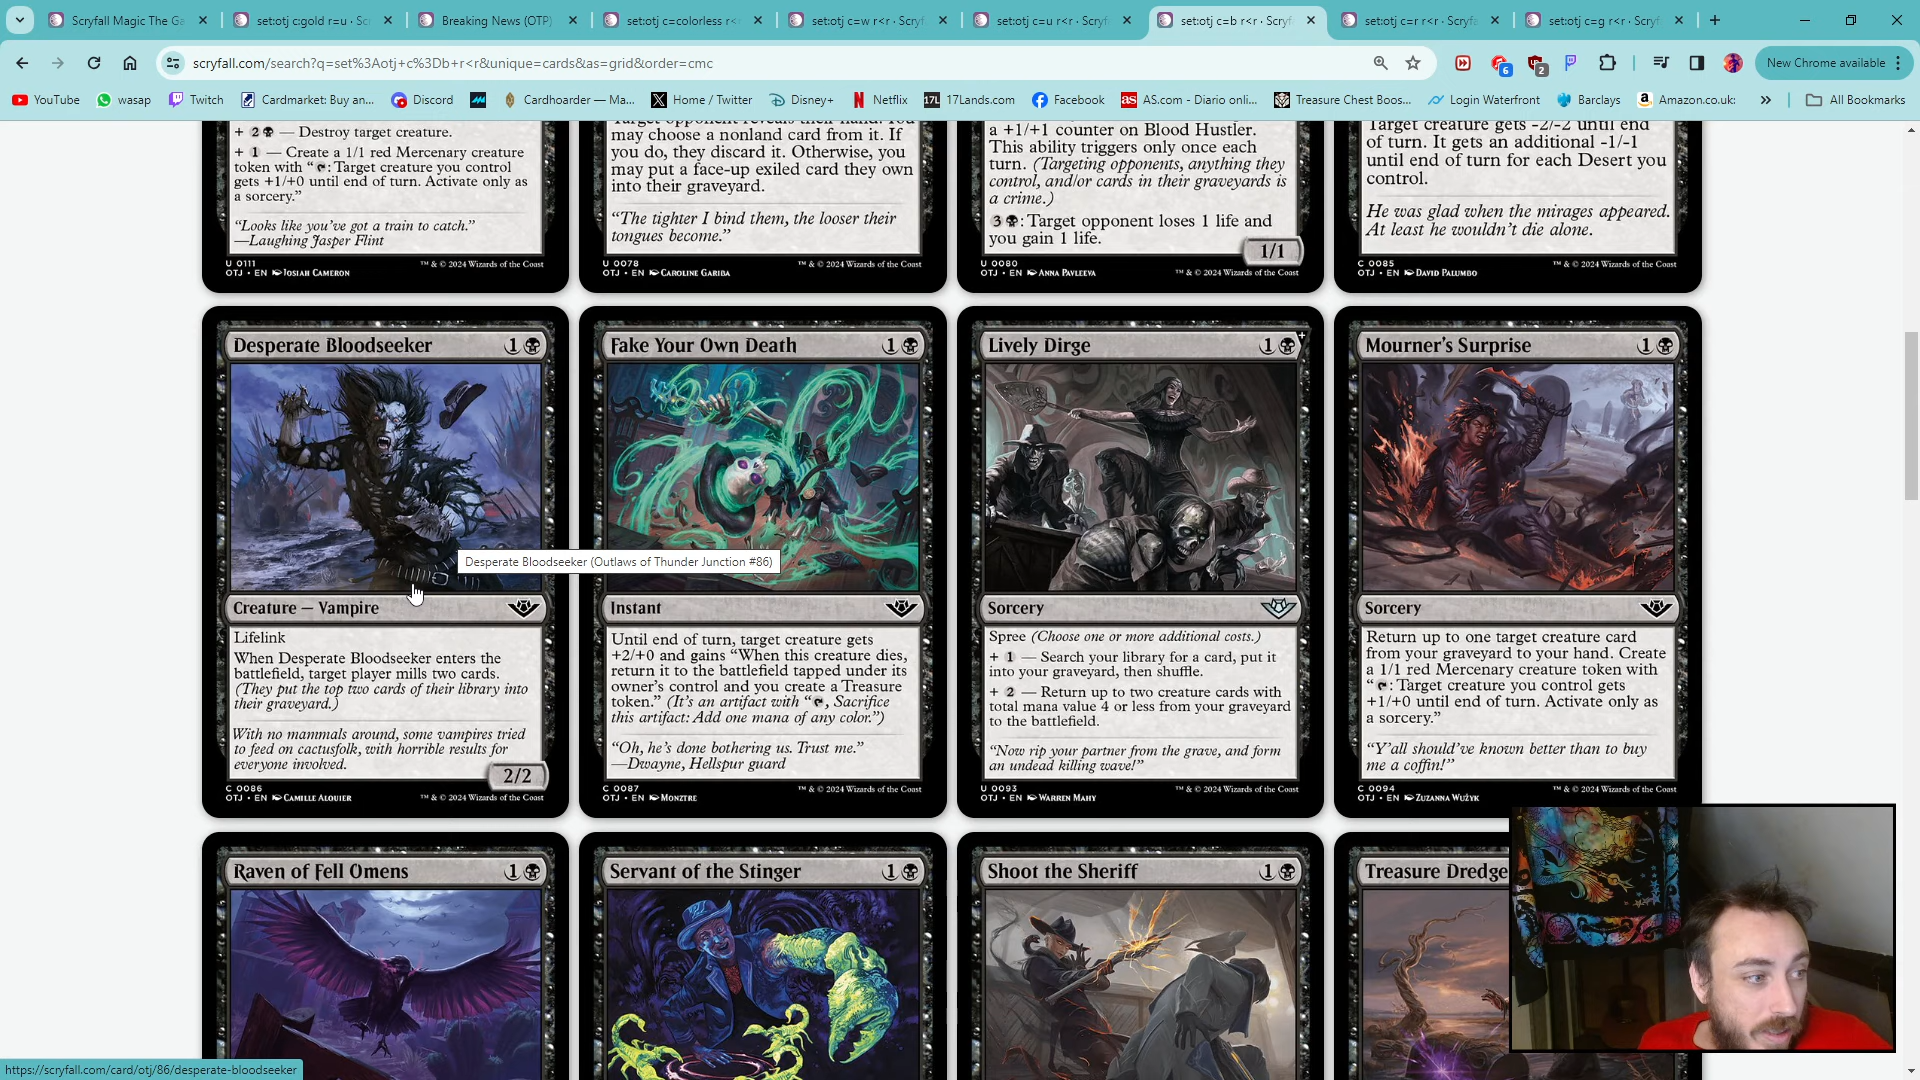 Scryfall Magic The Ga
set:otj c:gold r=u · Sc
Breaking News (OTP)
set:otj c=colorless r<
set:otj c=w r<r · Scryf
set:otj c=u r<r · Scryf
set:otj c=b r<r · Scryf
set:otj c=r r<r · Scryfa
set:otj c=g r<r · Scryf
scryfall.com/search?q=set%3Aotj+c%3Db+r<r&unique=cards&as=grid&order=cmc
6
2
New Chrome available
YouTube
wasap
Twitch
Cardmarket: Buy an...
Discord
Cardhoarder — Ma...
Home / Twitter
Disney+
Netflix
17L 17Lands.com
Facebook
as AS.com - Diario onli...
Treasure Chest Boos...
Login Waterfront
Barclays
Amazon.co.uk:
All Bookmarks
+ 2 — Destroy target creature.
+ 1 — Create a 1/1 red Mercenary creature
token with “: Target creature you control
gets +1/+0 until end of turn. Activate only as
a sorcery.”
“Looks like you’ve got a train to catch.”
—Laughing Jasper Flint
U 0111
OTJ • EN Josiah Cameron
™ & © 2024 Wizards of the Coast
Target opponent reveals their hand. You
may choose a nonland card from it. If
you do, they discard it. Otherwise, you
may put a face-up exiled card they own
into their graveyard.
“The tighter I bind them, the looser their
tongues become.”
U 0078
OTJ • EN Caroline Gariba
™ & © 2024 Wizards of the Coast
a +1/+1 counter on Blood Hustler.
This ability triggers only once each
turn. (Targeting opponents, anything they
control, and/or cards in their graveyards is
a crime.)
3: Target opponent loses 1 life and
you gain 1 life.
1/1
U 0080
OTJ • EN Anna Pavleeva
™ & © 2024 Wizards of the Coast
Target creature gets -2/-2 until end
of turn. It gets an additional -1/-1
until end of turn for each Desert you
control.
He was glad when the mirages appeared.
At least he wouldn’t die alone.
C 0085
OTJ • EN David Palumbo
™ & © 2024 Wizards of the Coast
Desperate Bloodseeker 1
Desperate Bloodseeker (Outlaws of Thunder Junction #86)
Creature — Vampire
Lifelink
When Desperate Bloodseeker enters the
battlefield, target player mills two cards.
(They put the top two cards of their library into
their graveyard.)
With no mammals around, some vampires tried
to feed on cactusfolk, with horrible results for
everyone involved.
2/2
C 0086
OTJ • EN Camille Alquier
™ & © 2024 Wizards of the Coast
Fake Your Own Death 1
Instant
Until end of turn, target creature gets
+2/+0 and gains “When this creature dies,
return it to the battlefield tapped under its
owner’s control and you create a Treasure
token.” (It’s an artifact with “, Sacrifice
this artifact: Add one mana of any color.”)
“Oh, he’s done bothering us. Trust me.”
—Dwayne, Hellspur guard
C 0087
OTJ • EN Monztre
™ & © 2024 Wizards of the Coast
Lively Dirge 1
Sorcery
Spree (Choose one or more additional costs.)
+ 1 — Search your library for a card, put it
into your graveyard, then shuffle.
+ 2 — Return up to two creature cards with
total mana value 4 or less from your graveyard
to the battlefield.
“Now rip your partner from the grave, and form
an undead killing wave!”
U 0093
OTJ • EN Warren Mahy
™ & © 2024 Wizards of the Coast
Mourner’s Surprise 1
Sorcery
Return up to one target creature card
from your graveyard to your hand. Create
a 1/1 red Mercenary creature token with
“: Target creature you control gets
+1/+0 until end of turn. Activate only as
a sorcery.”
“Y’all should’ve known better than to buy
me a coffin!”
C 0094
OTJ • EN Zuzanna Wużyk
™ & © 2024 Wizards of the Coast
Raven of Fell Omens 1
Servant of the Stinger 1
Shoot the Sheriff 1
Treasure Dredge
https://scryfall.com/card/otj/86/desperate-bloodseeker